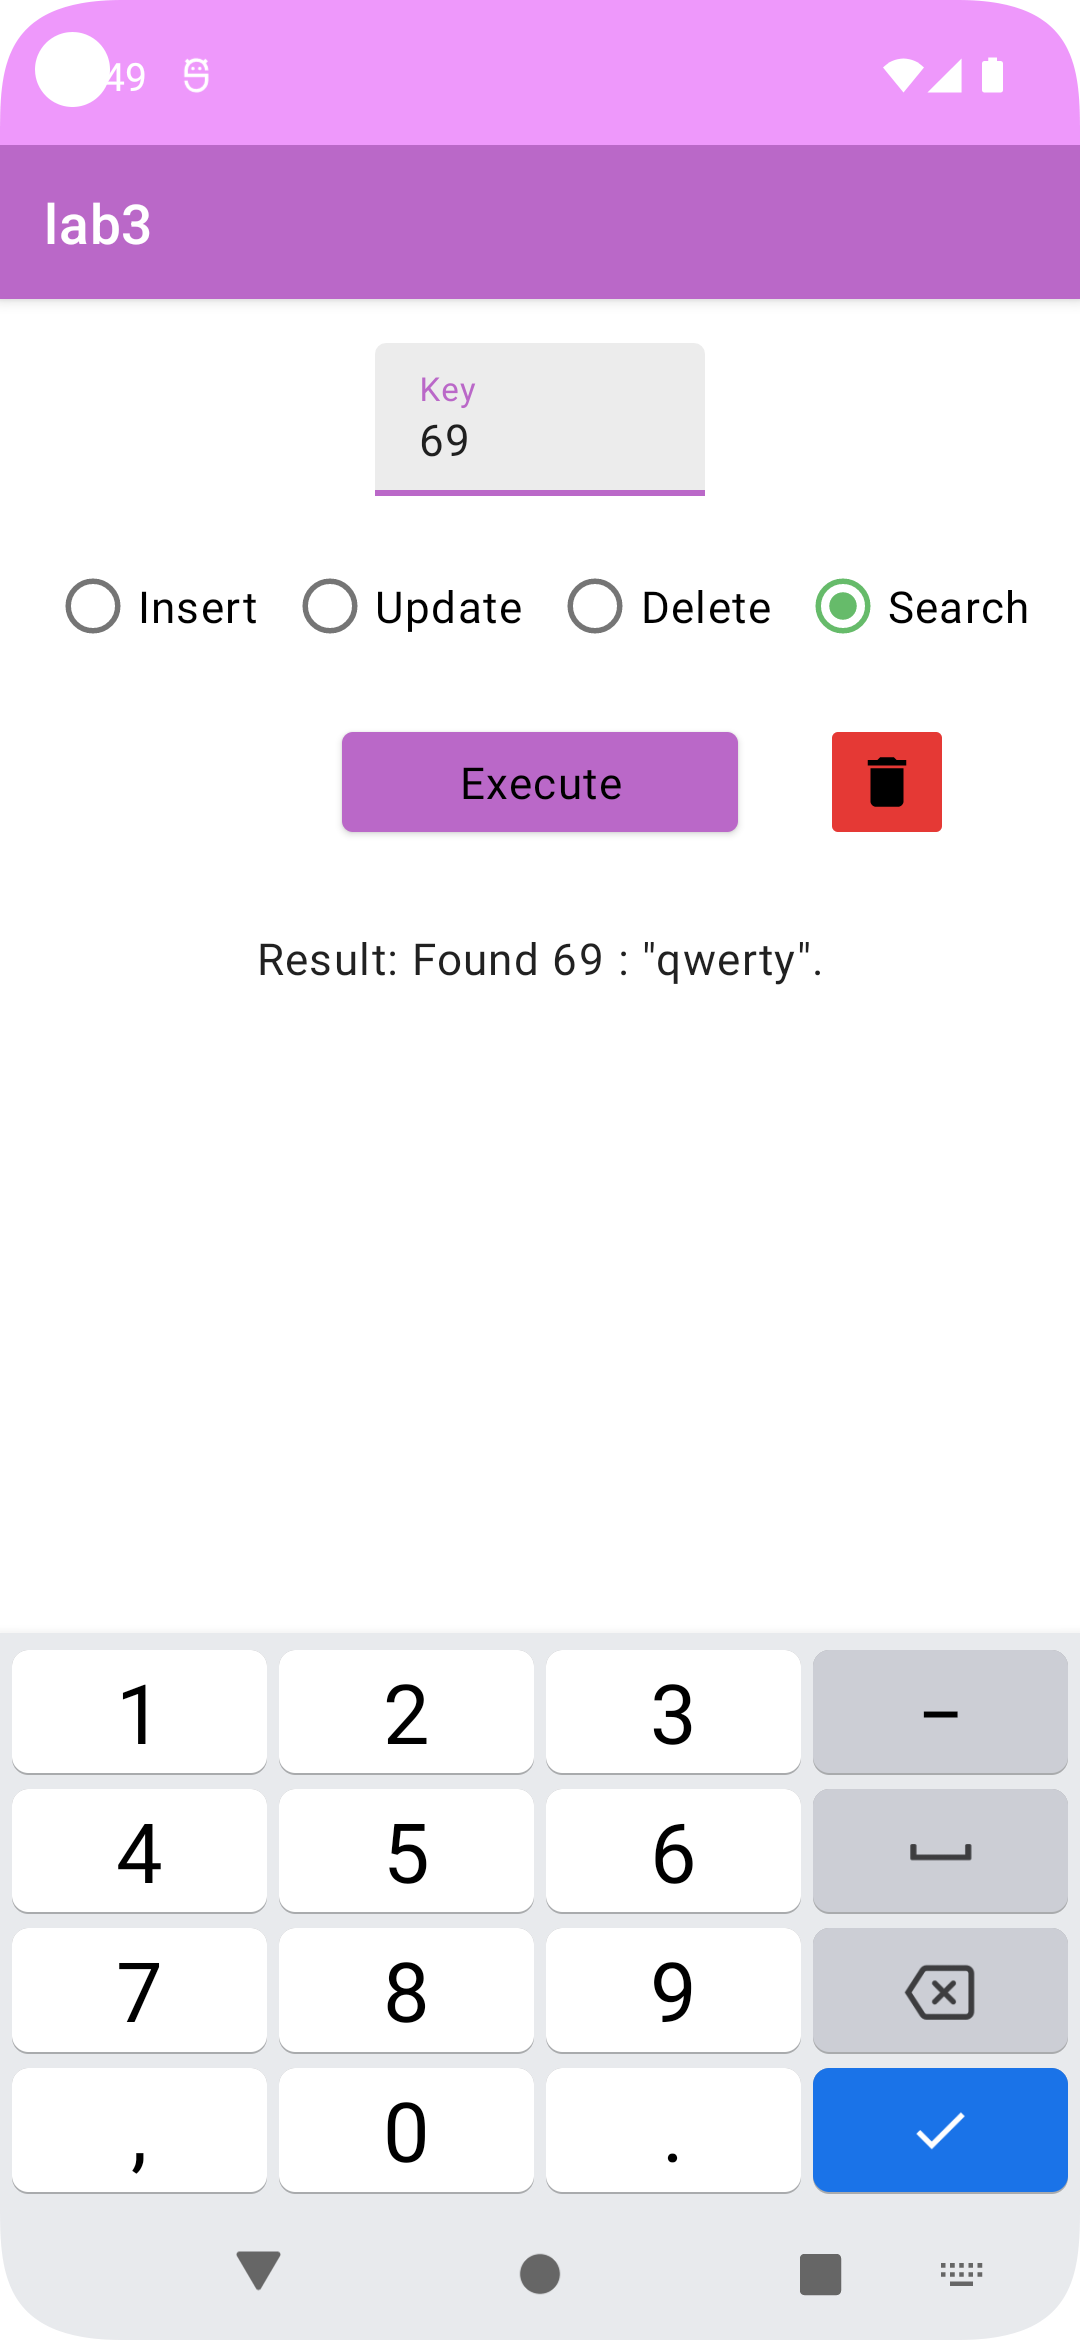 49
lab3
Key
69
Insert Update Delete Search
Execute
Result: Found 69 : "qwerty".
1 2 3 –
4 5 6
7 8 9
, 0 .